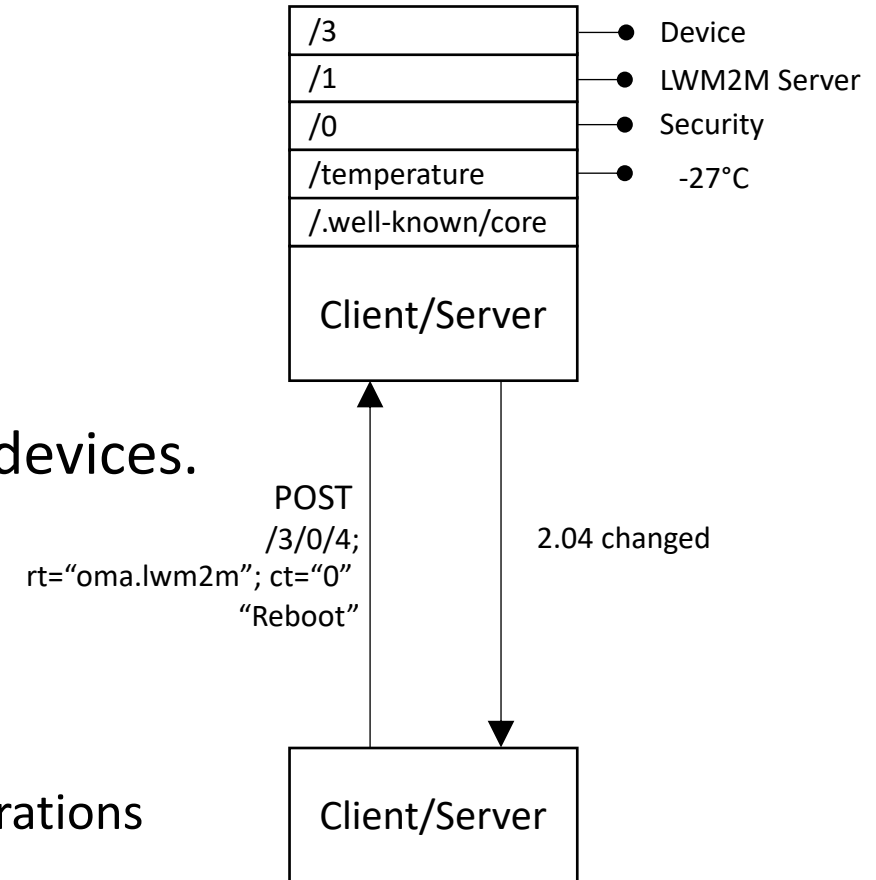 /3
Device
/1
LWM2M Server
/0
Security
/temperature
-27°C
/.well-known/core
Client/Server
devices.
POST
/3/0/4;
rt=“oma.lwm2m”; ct=“0”
“Reboot”
2.04 changed
rations
Client/Server